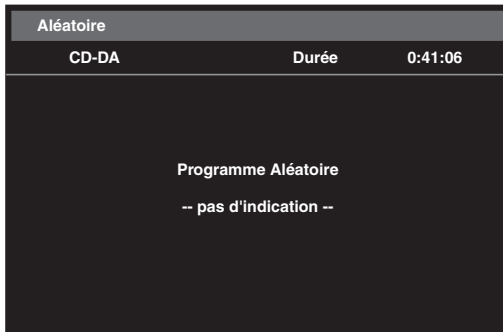 Aléatoire
CD-DA Durée 0:41:06
Programme Aléatoire
-- pas d'indication --